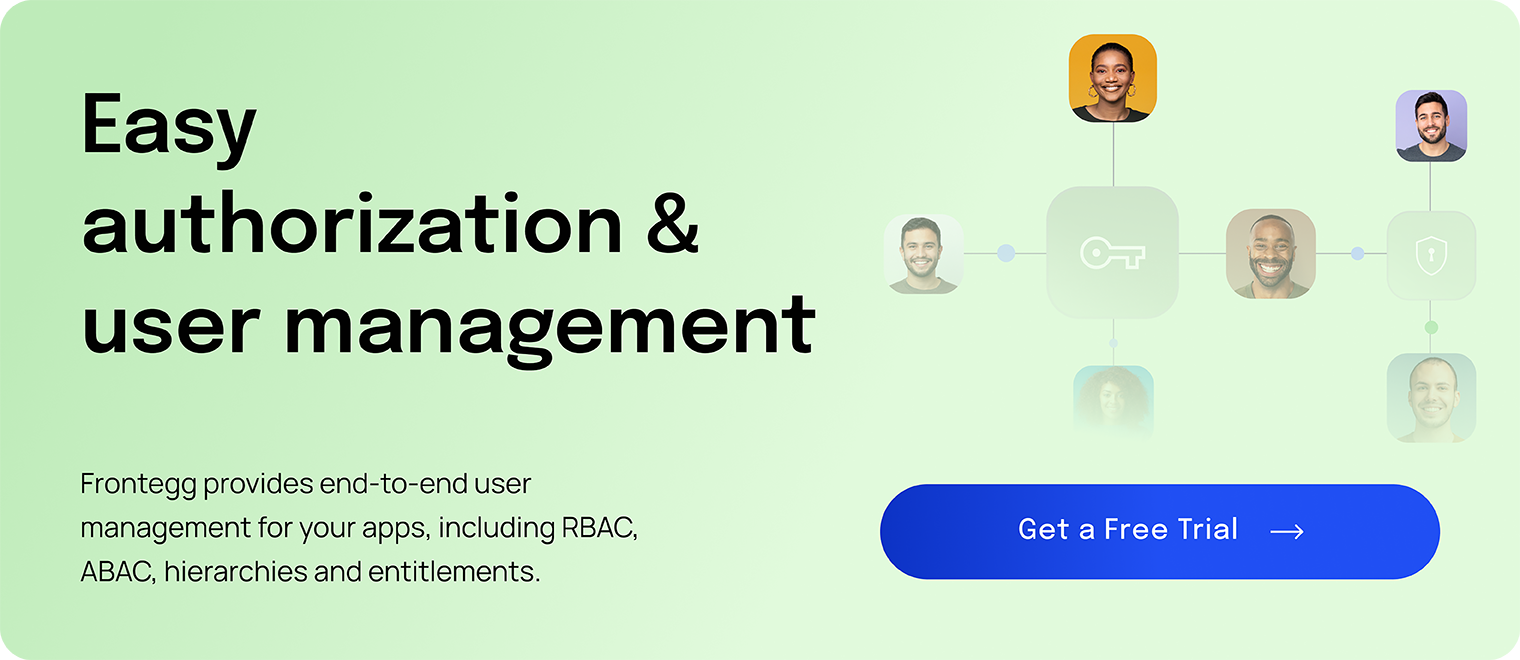 Easy
authorization &
user management
Frontegg provides end-to-end user
management for your apps, including RBAC,
ABAC, hierarchies and entitlements.
Get a Free Trial →